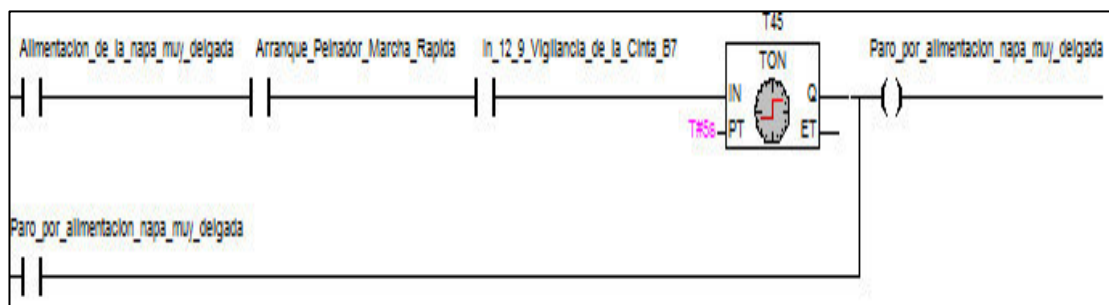 T45
Alimentacion_de_la_napa_muy_delgada Arranque_Peinador_Marcha_Rapida In_12_9_Vigilancia_de_la_Cinta_B7 Paro_por_alimentacion_napa_muy_delgada
TON
IN Q
T#5s PT ET
Paro_por_alimentacion_napa_muy_delgada